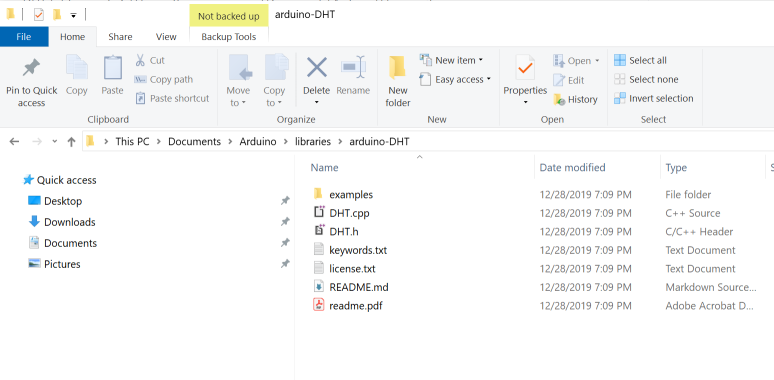 Not backed up arduino-DHT
File Home Share View Backup Tools
Pin to Quick access
Copy
Paste
Cut
Copy path
Paste shortcut
Clipboard
Move to
Copy to
Delete
Rename
Organize
New folder
New item
Easy access
New
Properties
Open
Edit
History
Open
Select all
Select none
Invert selection
Select
This PC > Documents > Arduino > libraries > arduino-DHT
Quick access
Desktop
Downloads
Documents
Pictures
Name Date modified Type S
examples 12/28/2019 7:09 PM File folder
DHT.cpp 12/28/2019 7:09 PM C++ Source
DHT.h 12/28/2019 7:09 PM C/C++ Header
keywords.txt 12/28/2019 7:09 PM Text Document
license.txt 12/28/2019 7:09 PM Text Document
README.md 12/28/2019 7:09 PM Markdown Source...
readme.pdf 12/28/2019 7:09 PM Adobe Acrobat D...